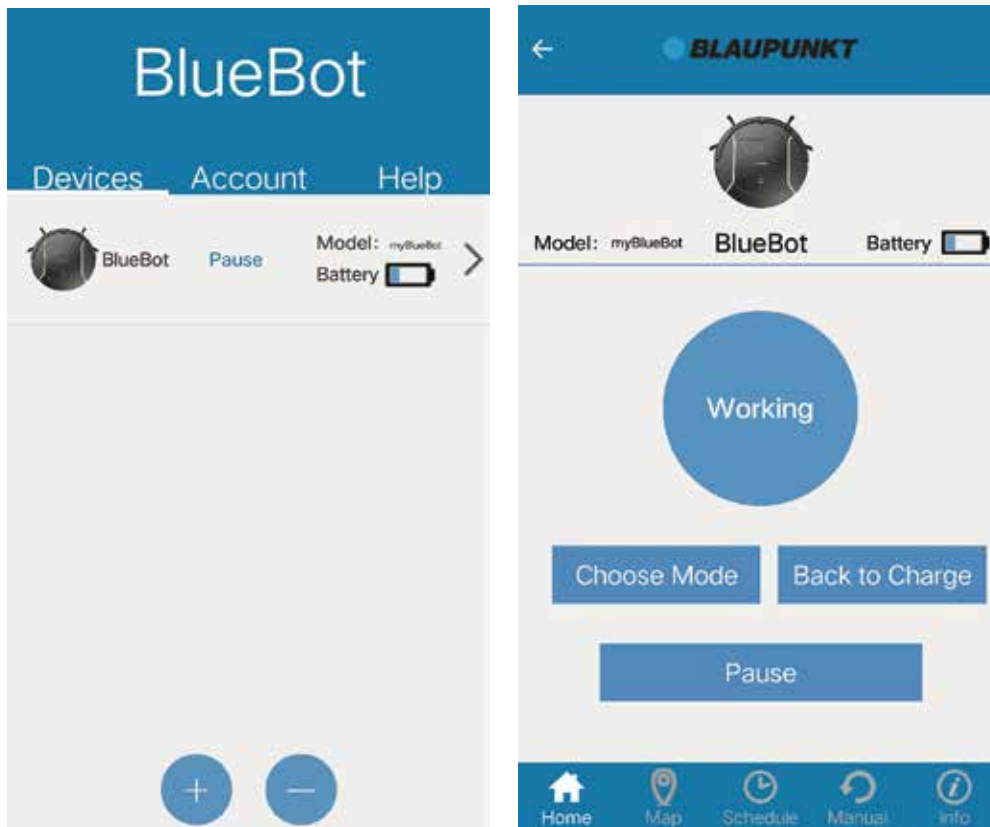 BlueBot
Devices Account Help
BlueBot Pause Model: myBlueBot
Battery
BLAUPUNKT
Model: myBlueBot BlueBot Battery
Working
Choose Mode Back to Charge
Pause
Home Map Schedule Manual Info